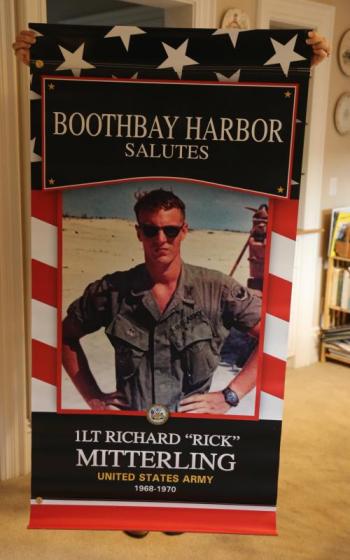 BOOTHBAY HARBOR
SALUTES
1LT RICHARD "RICK"
MITTERLING
UNITED STATES ARMY
1968-1970